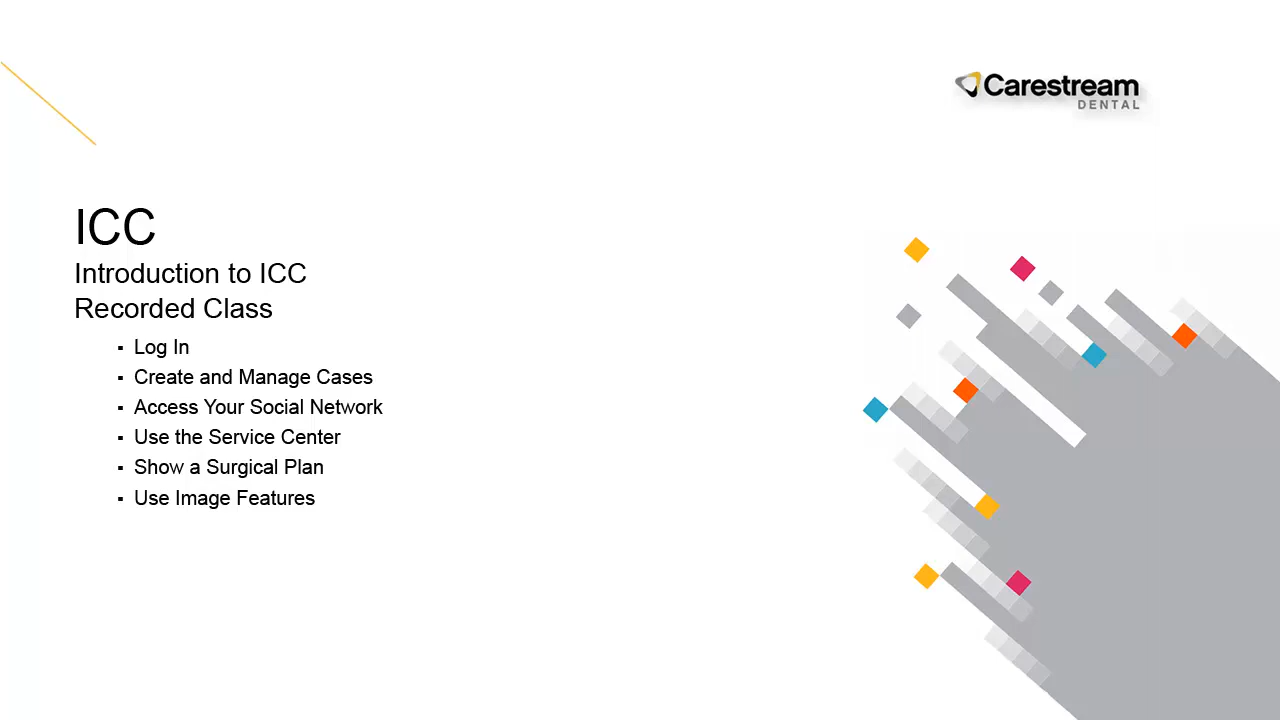 Carestream
DENTAL
ICC
Introduction to ICC
Recorded Class
▪ Log In
▪ Create and Manage Cases
▪ Access Your Social Network
▪ Use the Service Center
▪ Show a Surgical Plan
▪ Use Image Features